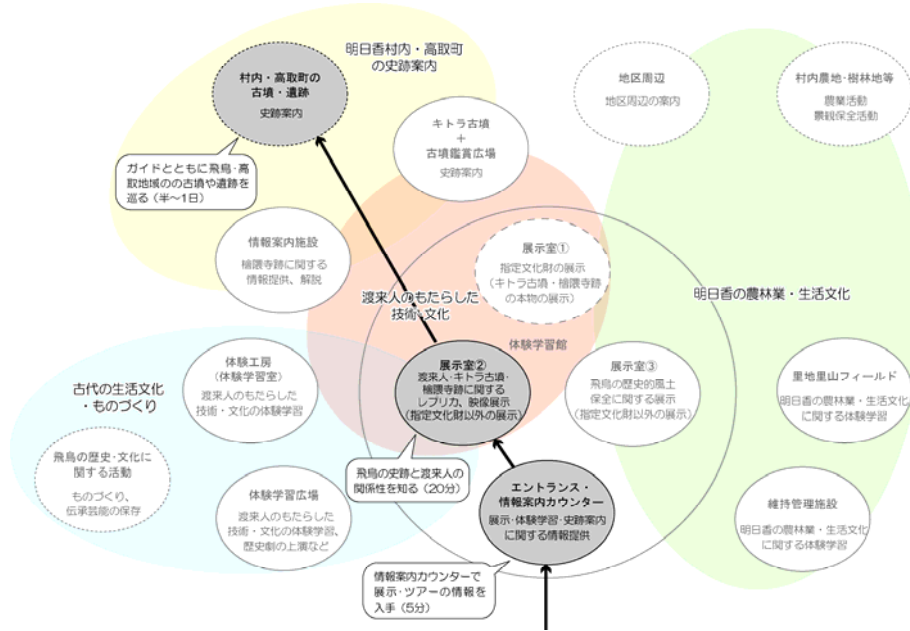 明日香村内・高取町
の史跡案内
村内・高取町の
古墳・遺跡
史跡案内
ガイドとともに飛鳥・高
取地域のの古墳や遺跡を
巡る（半〜1日）
キトラ古墳
＋
古墳鑑賞広場
史跡案内
地区周辺
地区周辺の案内
村内農地・樹林地等
農業活動
景観保全活動
情報案内施設
檜隈寺跡に関する
情報提供、解説
展示室①
指定文化財の展示
（キトラ古墳・檜隈寺跡
の本物の展示）
渡来人のもたらした
技術・文化
明日香の農林業・生活文化
体験学習館
古代の生活文化
・ものづくり
体験工房
（体験学習室）
渡来人のもたらした
技術・文化の体験学習
展示室②
渡来人・キトラ古墳・
檜隈寺跡に関する
レプリカ、映像展示
（指定文化財以外の展示）
展示室③
飛鳥の歴史的風土
保全に関する展示
（指定文化財以外の展示）
里地里山フィールド
明日香の農林業・生活文化
に関する体験学習
飛鳥の歴史・文化に
関する活動
ものづくり、
伝承芸能の保存
飛鳥の史跡と渡来人の
関係性を知る（20分）
体験学習広場
渡来人のもたらした
技術・文化の体験学習、
歴史劇の上演など
エントランス・
情報案内カウンター
展示・体験学習・史跡案内
に関する情報提供
維持管理施設
明日香の農林業・生活文化
に関する体験学習
情報案内カウンターで
展示・ツアーの情報を
入手（5分）